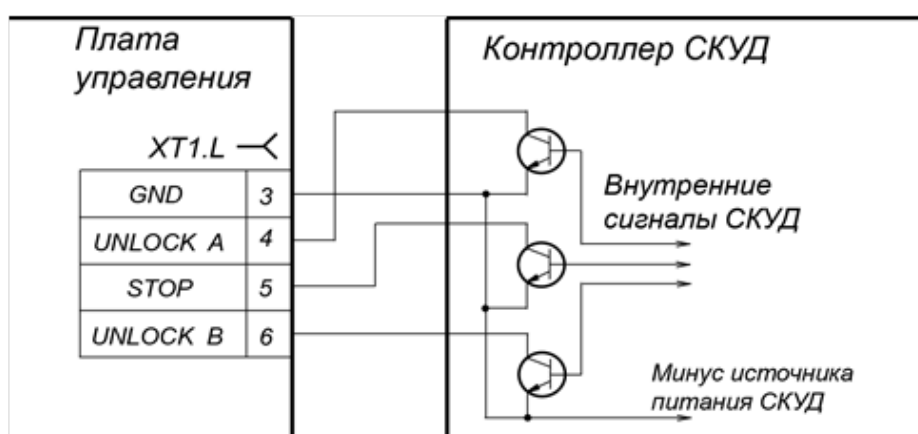 Плата
управления
Контроллер СКУД
XT1.L
GND 3
UNLOCK A 4
STOP 5
UNLOCK B 6
Внутренние
сигналы СКУД
Минус источника
питания СКУД